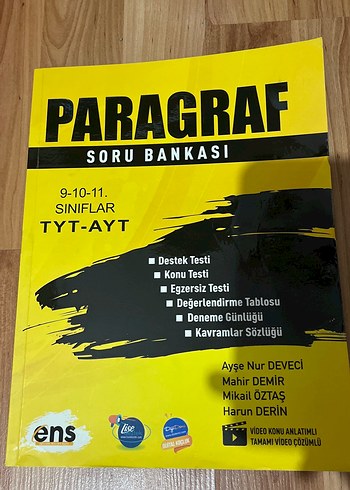 PARAGRAF
SORU BANKASI
9-10-11.
SINIFLAR
TYT-AYT
Destek Testi
Konu Testi
Egzersiz Testi
Değerlendirme Tablosu
Deneme Günlüğü
Kavramlar Sözlüğü
Ayşe Nur DEVECİ
Mahir DEMİR
Mikail ÖZTAŞ
Harun DERİN
VİDEO KONU ANLATIMLI
TAMAMI VİDEO ÇÖZÜMLÜ
ens
Lise